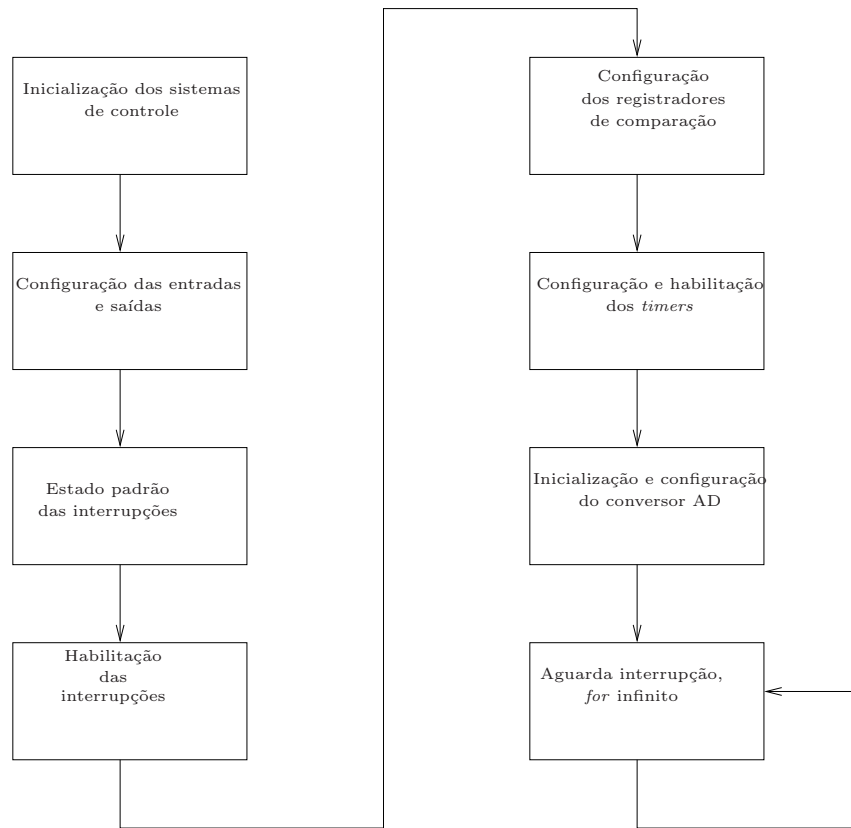 Inicialização dos sistemas
de controle
Configuração das entradas
e saídas
Estado padrão
das interrupções
Habilitação
das
interrupções
Configuração
dos registradores
de comparação
Configuração e habilitação
dos timers
Inicialização e configuração
do conversor AD
Aguarda interrupção,
for infinito